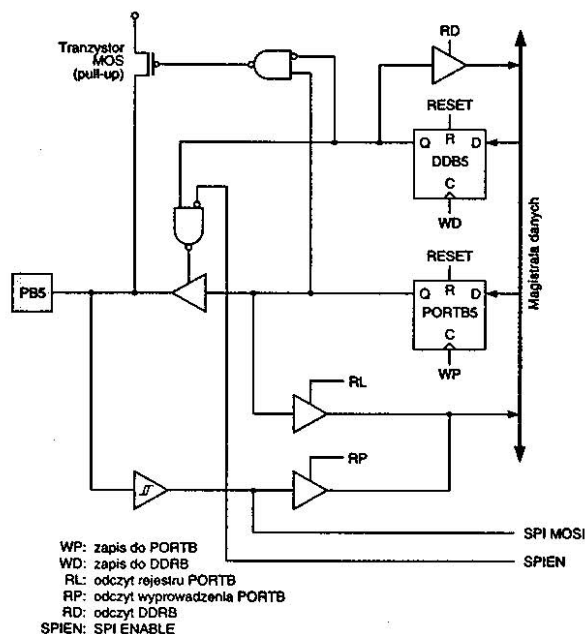 Tranzystor
MOS
(pull-up)
RD
RESET
Q R D
DDB5
C
WD
RESET
PB5
Q R D
PORTB5
C
WP
Magistrala danych
RL
RP
SPI MOSI
SPIEN
WP: zapis do PORTB
WD: zapis do DDRB
RL: odczyt rejestru PORTB
RP: odczyt wyprowadzenia PORTB
RD: odczyt DDRB
SPIEN: SPI ENABLE